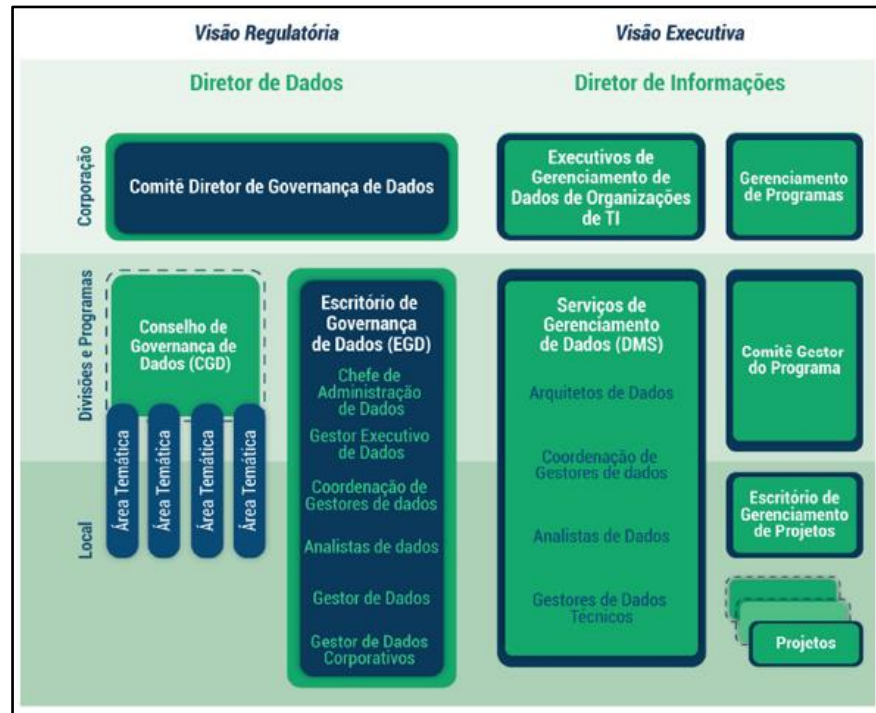 Visão Regulatória
Visão Executiva
Diretor de Dados
Diretor de Informações
Corporação
Comitê Diretor de Governança de Dados
Executivos de
Gerenciamento de
Dados de Organizações
de TI
Gerenciamento
de Programas
Divisões e Programas
Conselho de
Governança de
Dados (CGD)
Escritório de
Governança
de Dados (EGD)
Chefe de
Administração
de Dados
Gestor Executivo
de Dados
Coordenação de
Gestores de dados
Analistas de dados
Gestor de Dados
Gestor de Dados
Corporativos
Serviços de
Gerenciamento
de Dados (DMS)
Arquitetos de Dados
Coordenação de
Gestores de dados
Analistas de Dados
Gestores de Dados
Técnicos
Comitê Gestor
do Programa
Local
Área Temática
Área Temática
Área Temática
Área Temática
Escritório de
Gerenciamento
de Projetos
Projetos